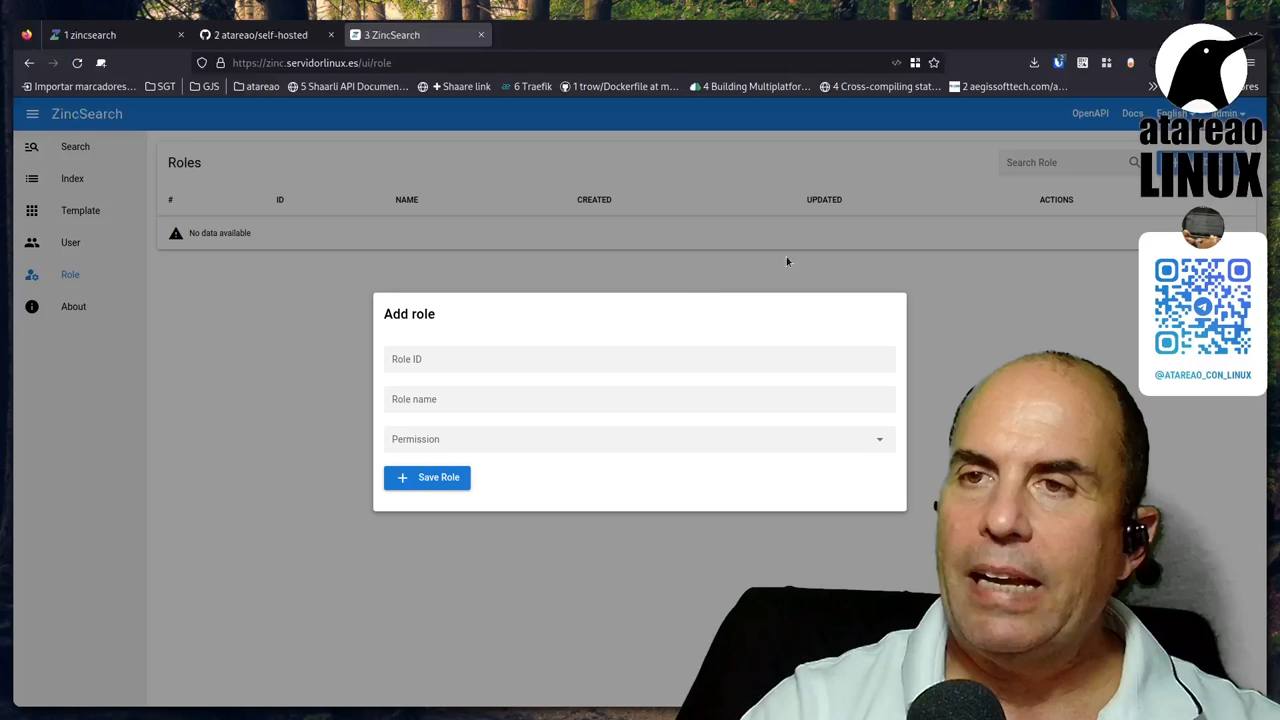 1 zincsearch
2 atareao/self-hosted
3 ZincSearch
https://zinc.servidorlinux.es/ui/role
Importar marcadores...
SGT
GJS
atareao
5 Shaarli API Documen...
Shaare link
6 Traefik
1 trow/Dockerfile at m...
4 Building Multiplatfor...
4 Cross-compiling stat...
2 aegissofttech.com/a...
ZincSearch
OpenAPI
Docs
English
admin
Search
Index
Template
User
Role
About
Roles
Search Role
#
ID
NAME
CREATED
UPDATED
ACTIONS
No data available
Add role
Role ID
Role name
Permission
Save Role
atareao
LINUX
@ATAREAO_CON_LINUX